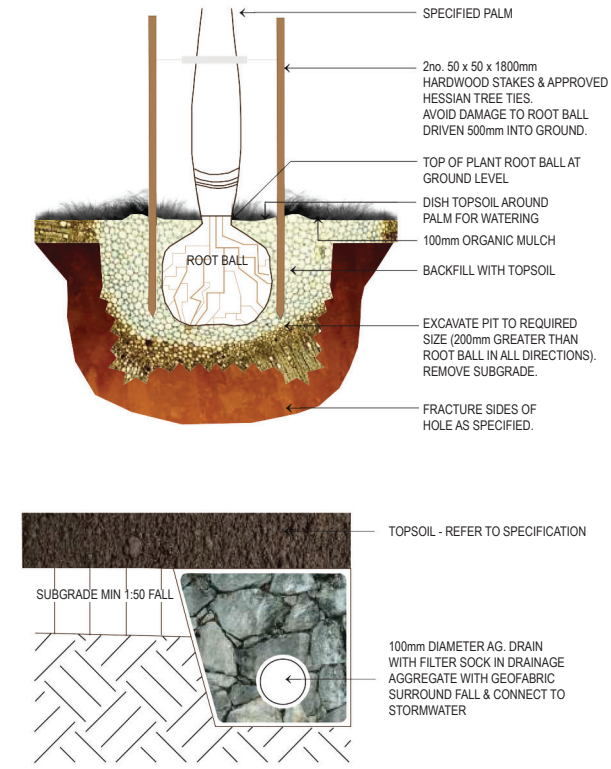 SPECIFIED PALM
2no. 50 x 50 x 1800mm
HARDWOOD STAKES & APPROVED
HESSIAN TREE TIES.
AVOID DAMAGE TO ROOT BALL
DRIVEN 500mm INTO GROUND.
TOP OF PLANT ROOT BALL AT
GROUND LEVEL
DISH TOPSOIL AROUND
PALM FOR WATERING
100mm ORGANIC MULCH
ROOT BALL
BACKFILL WITH TOPSOIL
EXCAVATE PIT TO REQUIRED
SIZE (200mm GREATER THAN
ROOT BALL IN ALL DIRECTIONS).
REMOVE SUBGRADE.
FRACTURE SIDES OF
HOLE AS SPECIFIED.
TOPSOIL - REFER TO SPECIFICATION
SUBGRADE MIN 1:50 FALL
100mm DIAMETER AG. DRAIN
WITH FILTER SOCK IN DRAINAGE
AGGREGATE WITH GEOFABRIC
SURROUND FALL & CONNECT TO
STORMWATER